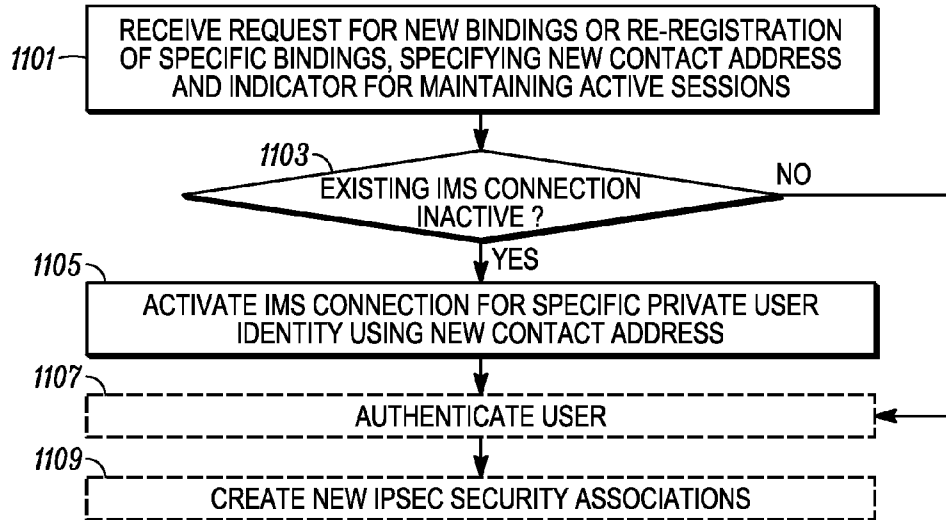 1101
RECEIVE REQUEST FOR NEW BINDINGS OR RE-REGISTRATION
OF SPECIFIC BINDINGS, SPECIFYING NEW CONTACT ADDRESS
AND INDICATOR FOR MAINTAINING ACTIVE SESSIONS
1103
EXISTING IMS CONNECTION
INACTIVE ?
NO
YES
1105
ACTIVATE IMS CONNECTION FOR SPECIFIC PRIVATE USER
IDENTITY USING NEW CONTACT ADDRESS
1107
AUTHENTICATE USER
1109
CREATE NEW IPSEC SECURITY ASSOCIATIONS